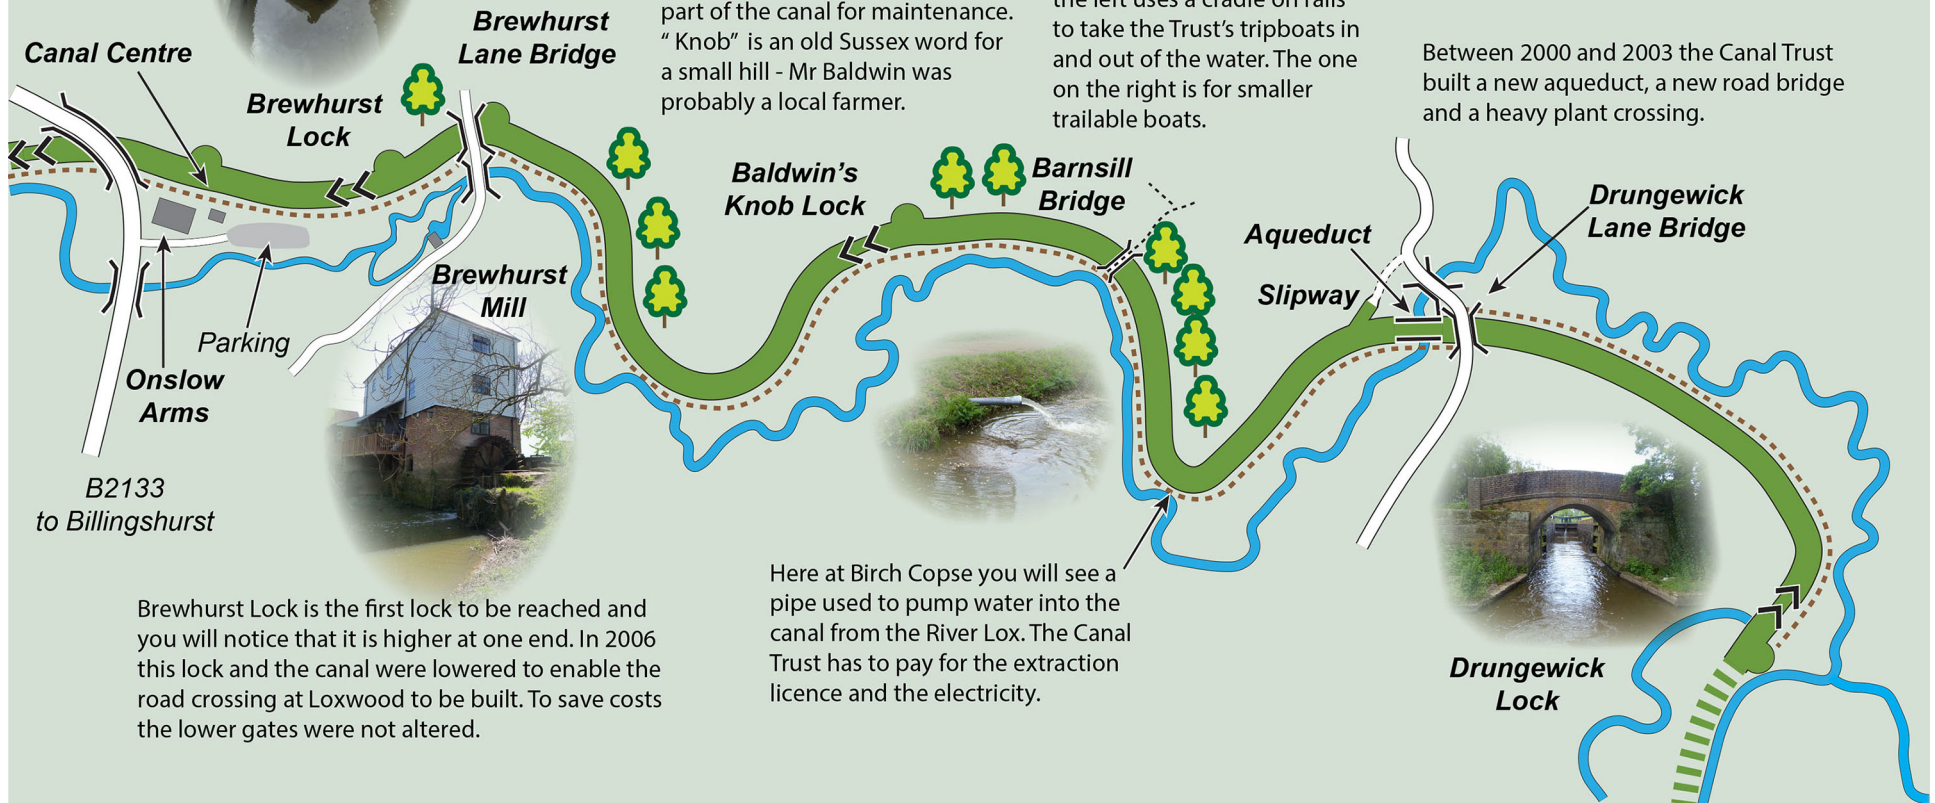 part of the canal for maintenance.
“ Knob” is an old Sussex word for
a small hill - Mr Baldwin was
probably a local farmer.
the left uses a cradle on rails
to take the Trust’s tripboats in
and out of the water. The one
on the right is for smaller
trailable boats.
Between 2000 and 2003 the Canal Trust
built a new aqueduct, a new road bridge
and a heavy plant crossing.
Canal Centre
Brewhurst
Lane Bridge
Brewhurst
Lock
Baldwin’s
Knob Lock
Barnsill
Bridge
Aqueduct
Slipway
Drungewick
Lane Bridge
Brewhurst
Mill
Parking
Onslow
Arms
B2133
to Billingshurst
Brewhurst Lock is the first lock to be reached and
you will notice that it is higher at one end. In 2006
this lock and the canal were lowered to enable the
road crossing at Loxwood to be built. To save costs
the lower gates were not altered.
Here at Birch Copse you will see a
pipe used to pump water into the
canal from the River Lox. The Canal
Trust has to pay for the extraction
licence and the electricity.
Drungewick
Lock